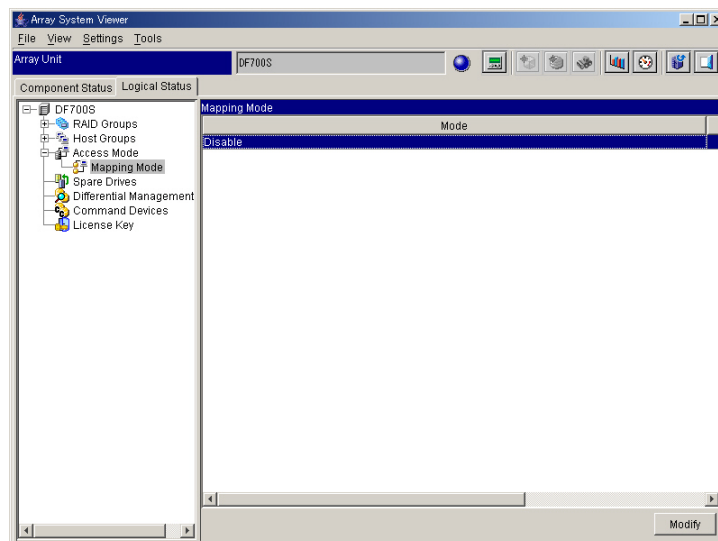 Array System Viewer
File View Settings Tools
Array Unit
DF700S
Component Status
Logical Status
DF700S
RAID Groups
Host Groups
Access Mode
Mapping Mode
Spare Drives
Differential Management
Command Devices
License Key
Mapping Mode
Mode
Disable
Modify